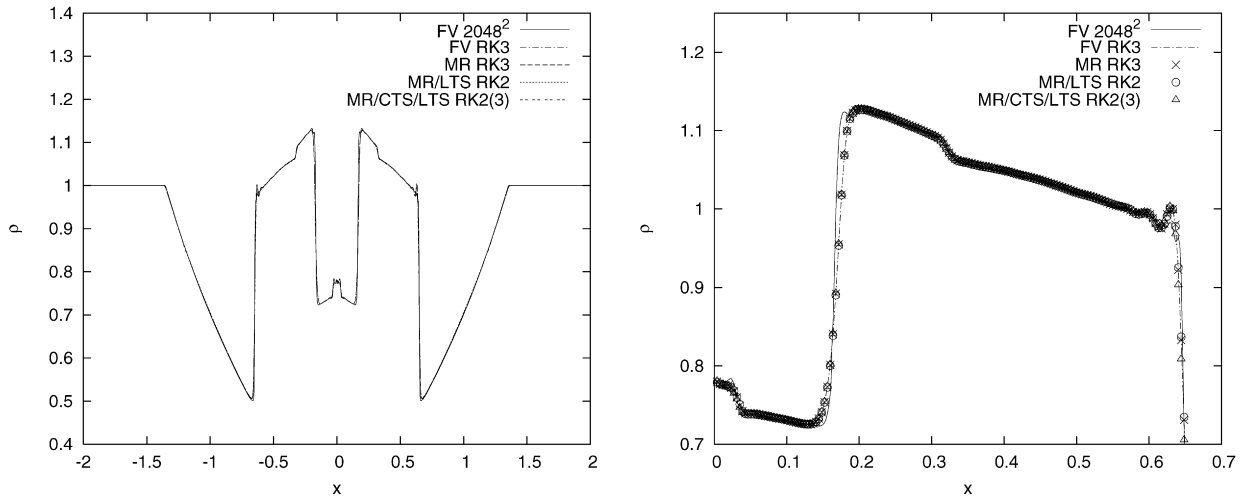 1.4
1.3
1.2
1.1
1
0.9
0.8
0.7
0.6
0.5
0.4
ρ
-2
-1.5
-1
-0.5
0
0.5
1
1.5
2
x
FV 2048²
FV RK3
MR RK3
MR/LTS RK2
MR/CTS/LTS RK2(3)
1.2
1.1
1
0.9
0.8
0.7
ρ
0
0.1
0.2
0.3
0.4
0.5
0.6
0.7
x
FV 2048²
FV RK3
MR RK3
MR/LTS RK2
MR/CTS/LTS RK2(3)